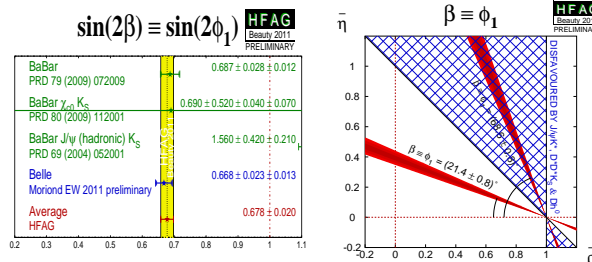 sin(2β) ≡ sin(2ϕ₁)
HFAG
Beauty 2011
PRELIMINARY
BaBar
PRD 79 (2009) 072009
0.687 ± 0.028 ± 0.012
BaBar χc0 KS
PRD 80 (2009) 112001
0.690 ± 0.520 ± 0.040 ± 0.070
BaBar J/ψ (hadronic) KS
PRD 69 (2004) 052001
1.560 ± 0.420 ± 0.210
Belle
Moriond EW 2011 preliminary
0.668 ± 0.023 ± 0.013
Average
HFAG
0.678 ± 0.020
0.2 0.3 0.4 0.5 0.6 0.7 0.8 0.9 1 1.1
β ≡ ϕ₁
HFAG
Beauty 2011
PRELIMINARY
η̄
1.2
1
0.8
0.6
0.4
0.2
0
-0.2
-0.2 0 0.2 0.4 0.6 0.8 1 1.2
ρ̄
β ≡ ϕ₁ = (21.4 ± 0.8)°
DISFAVOURED BY J/ψK*, D*D*KS & Dh⁰